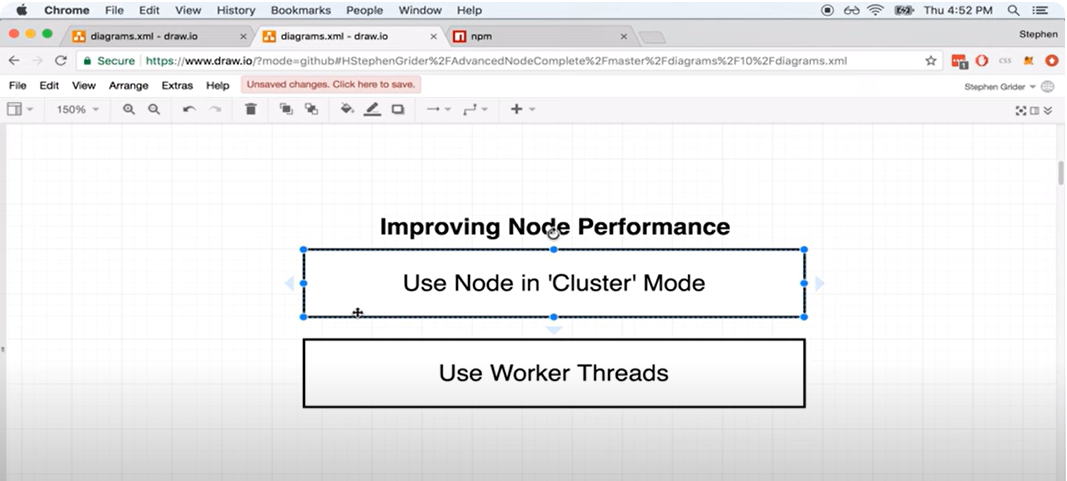 Chrome File Edit View History Bookmarks People Window Help Thu 4:52 PM
diagrams.xml - draw.io diagrams.xml - draw.io npm Stephen
Secure https://www.draw.io/?mode=github#HStephenGrider%2FAdvancedNodeComplete%2Fmaster%2Fdiagrams%2F10%2Fdiagrams.xml
File Edit View Arrange Extras Help Unsaved changes. Click here to save. Stephen Grider
150%
Improving Node Performance
Use Node in 'Cluster' Mode
Use Worker Threads